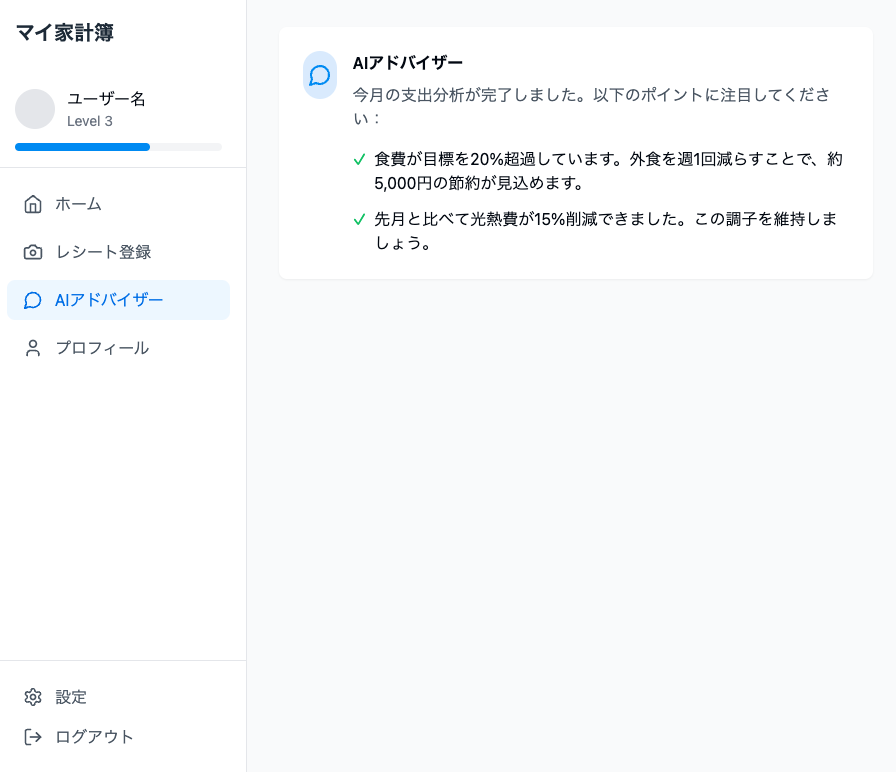 マイ家計簿
ユーザー名
Level 3
ホーム
レシート登録
AIアドバイザー
プロフィール
設定
ログアウト
AIアドバイザー
今月の支出分析が完了しました。以下のポイントに注目してくださ
い：
食費が目標を20%超過しています。外食を週1回減らすことで、約
5,000円の節約が見込めます。
先月と比べて光熱費が15%削減できました。この調子を維持しま
しょう。